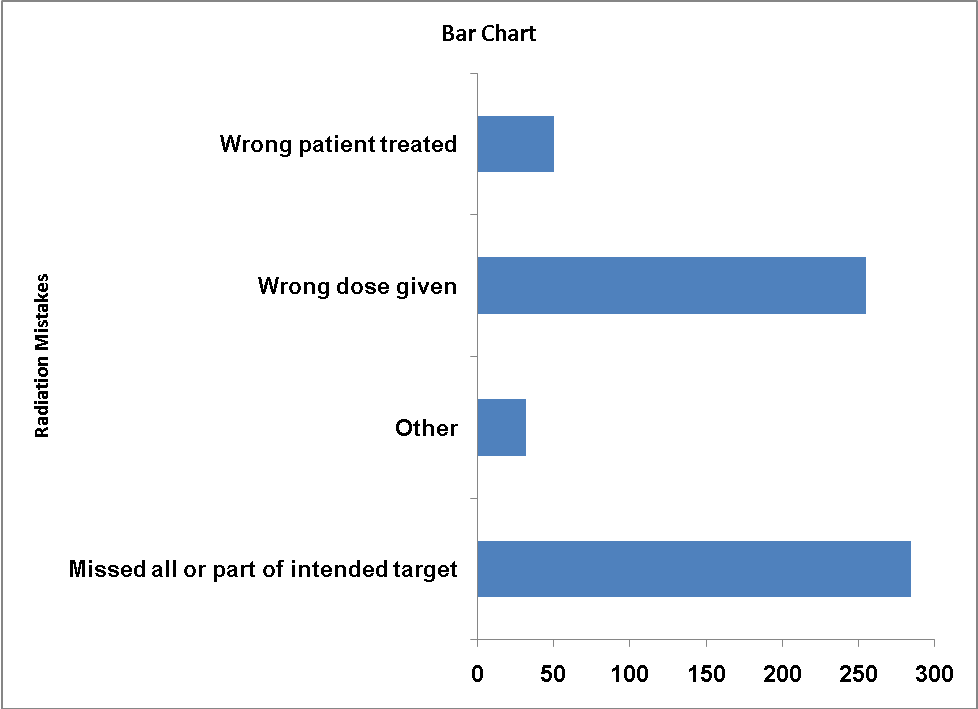 Bar Chart
Radiation Mistakes
Wrong patient treated
Wrong dose given
Other
Missed all or part of intended target
0 50 100 150 200 250 300